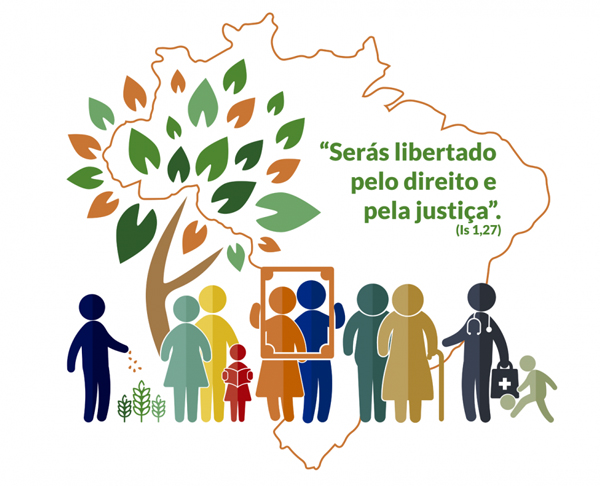 “Serás libertado
pelo direito e
pela justiça”.
(Is 1,27)